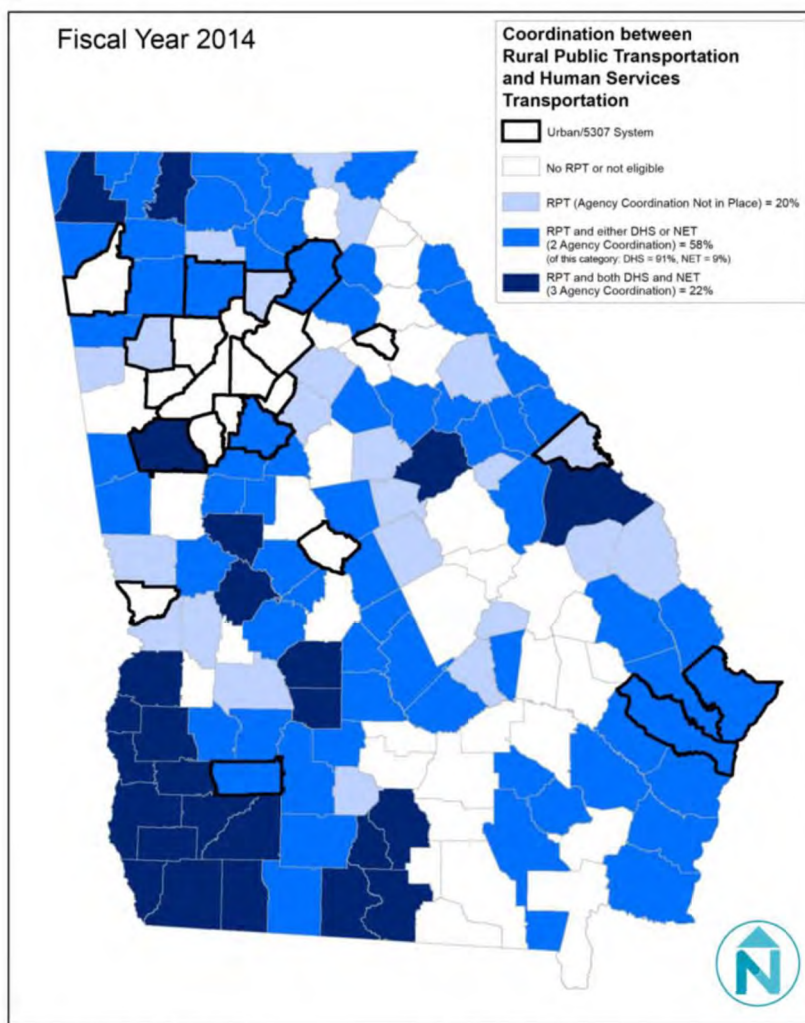 Fiscal Year 2014
Coordination between
Rural Public Transportation
and Human Services
Transportation
Urban/5307 System
No RPT or not eligible
RPT (Agency Coordination Not in Place) = 20%
RPT and either DHS or NET
(2 Agency Coordination) = 58%
(of this category: DHS = 91%, NET = 9%)
RPT and both DHS and NET
(3 Agency Coordination) = 22%
N